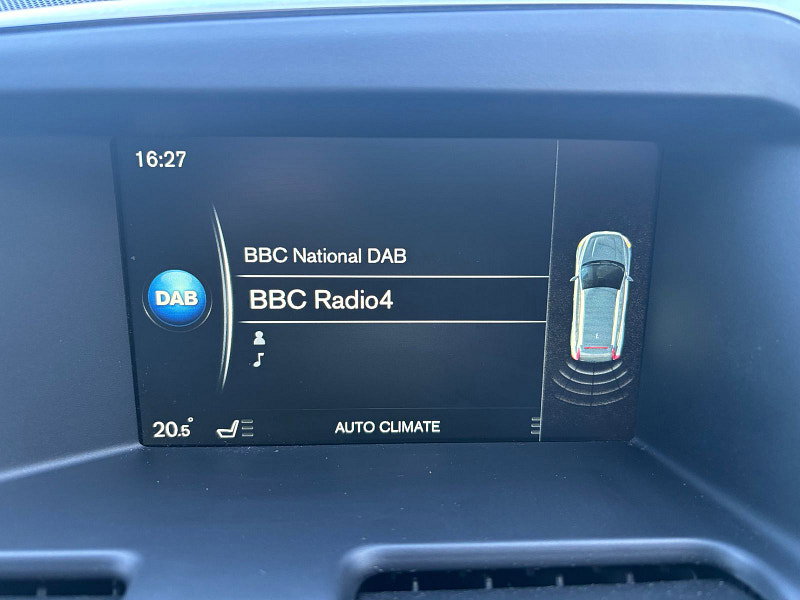 16:27
BBC National DAB
DAB
BBC Radio4
20.5°
AUTO CLIMATE